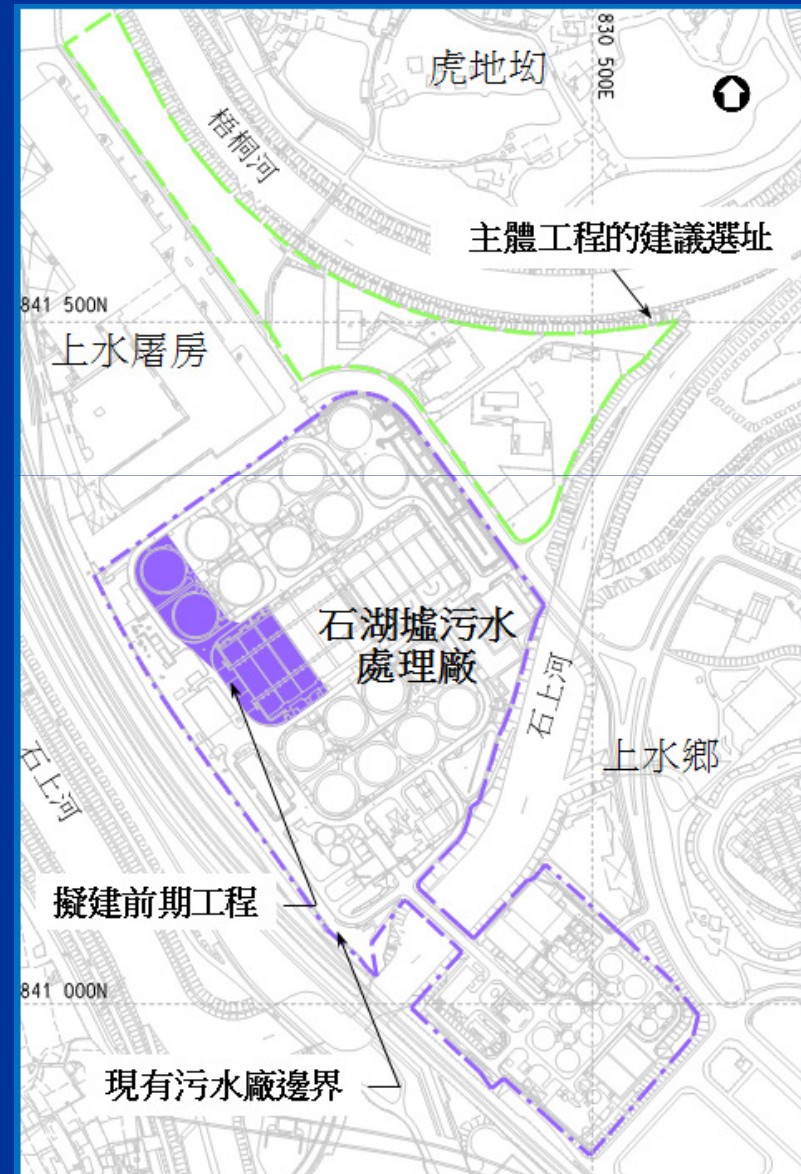 830 500E
虎地坳
梧桐河
主體工程的建議選址
841 500N
上水屠房
石湖墟污水
處理廠
石上河
上水鄉
石上河
擬建前期工程
841 000N
現有污水廠邊界